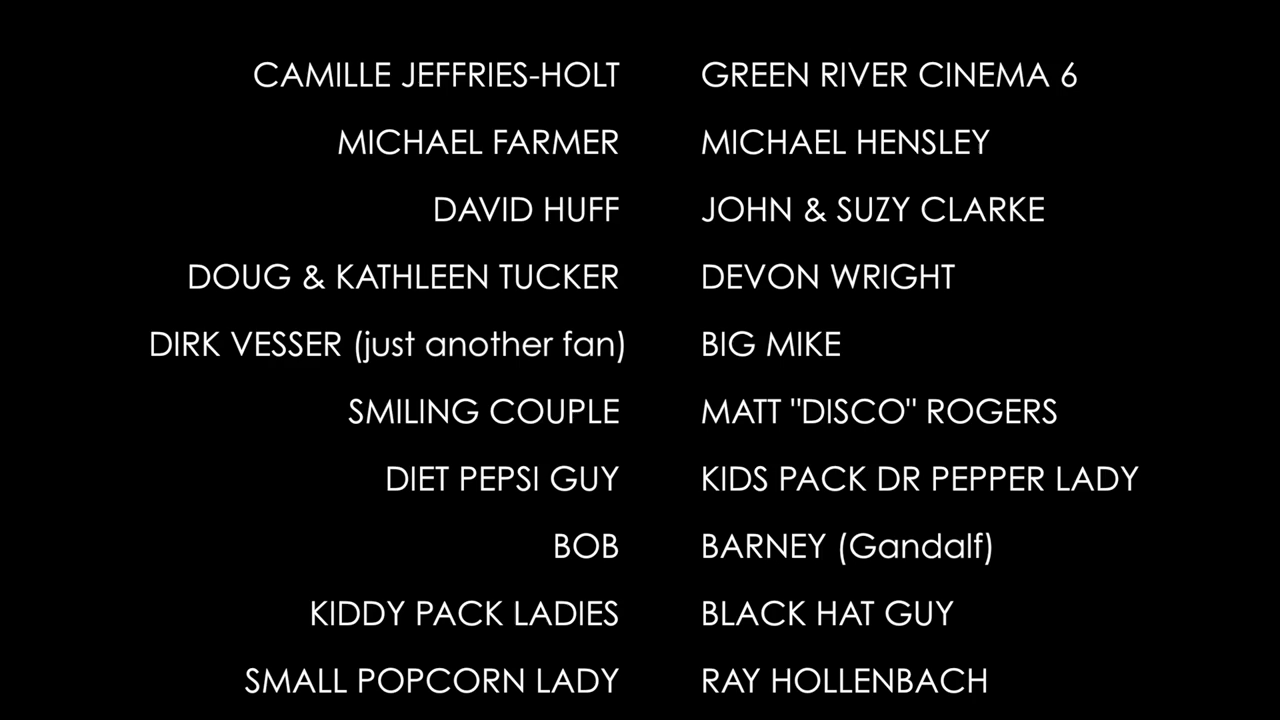 CAMILLE JEFFRIES-HOLT GREEN RIVER CINEMA 6
MICHAEL FARMER MICHAEL HENSLEY
DAVID HUFF JOHN & SUZY CLARKE
DOUG & KATHLEEN TUCKER DEVON WRIGHT
DIRK VESSER (just another fan) BIG MIKE
SMILING COUPLE MATT "DISCO" ROGERS
DIET PEPSI GUY KIDS PACK DR PEPPER LADY
BOB BARNEY (Gandalf)
KIDDY PACK LADIES BLACK HAT GUY
SMALL POPCORN LADY RAY HOLLENBACH